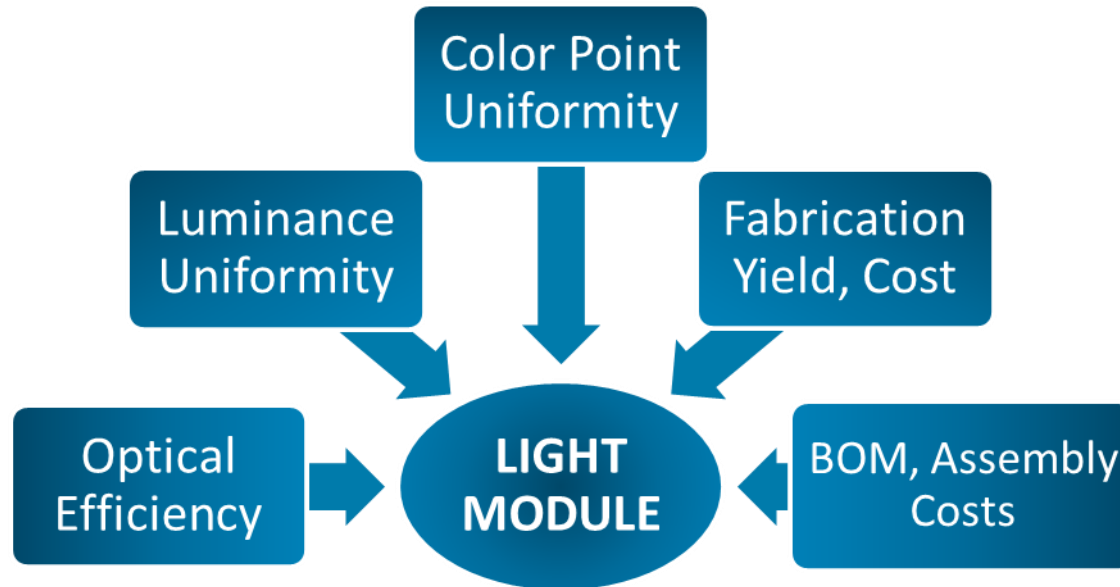 Color Point
Uniformity
Luminance
Uniformity
Fabrication
Yield, Cost
Optical
Efficiency
LIGHT
MODULE
BOM, Assembly
Costs